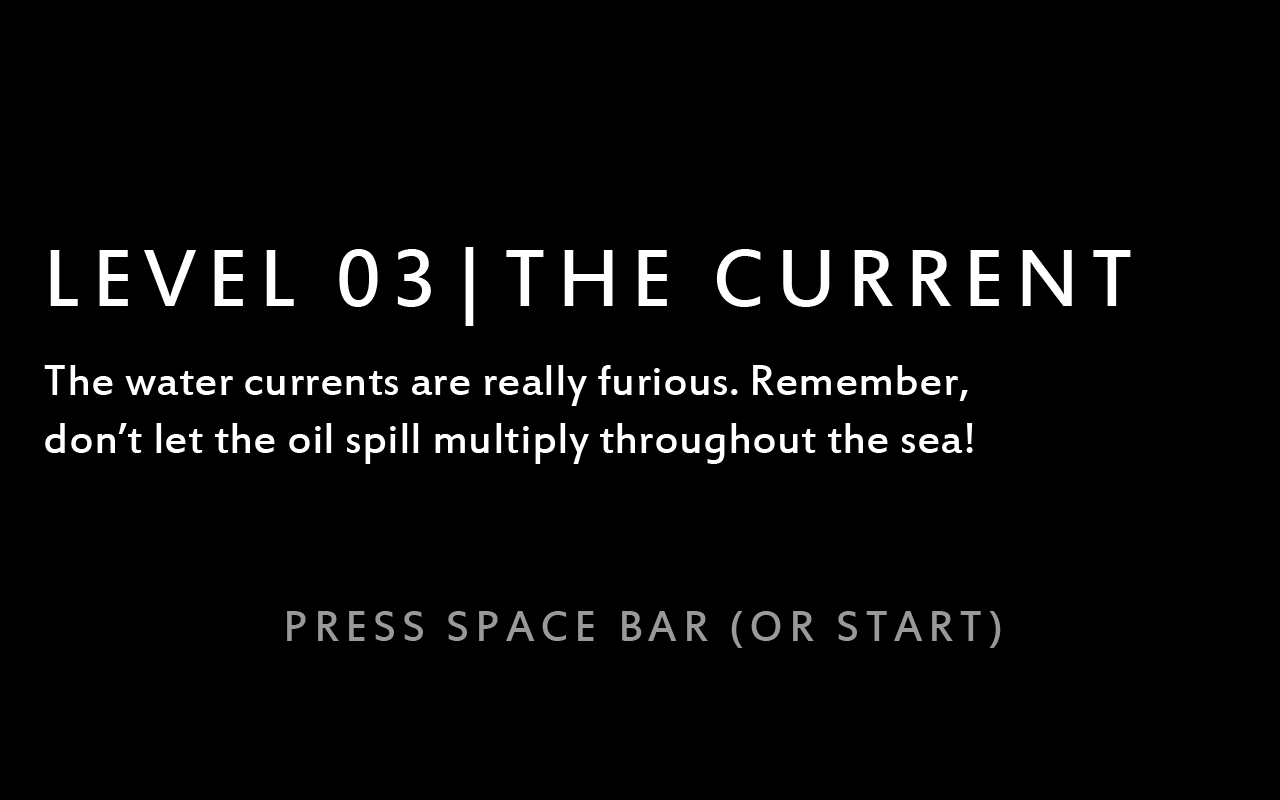 LEVEL 03|THE CURRENT
The water currents are really furious. Remember,
don’t let the oil spill multiply throughout the sea!
PRESS SPACE BAR (OR START)